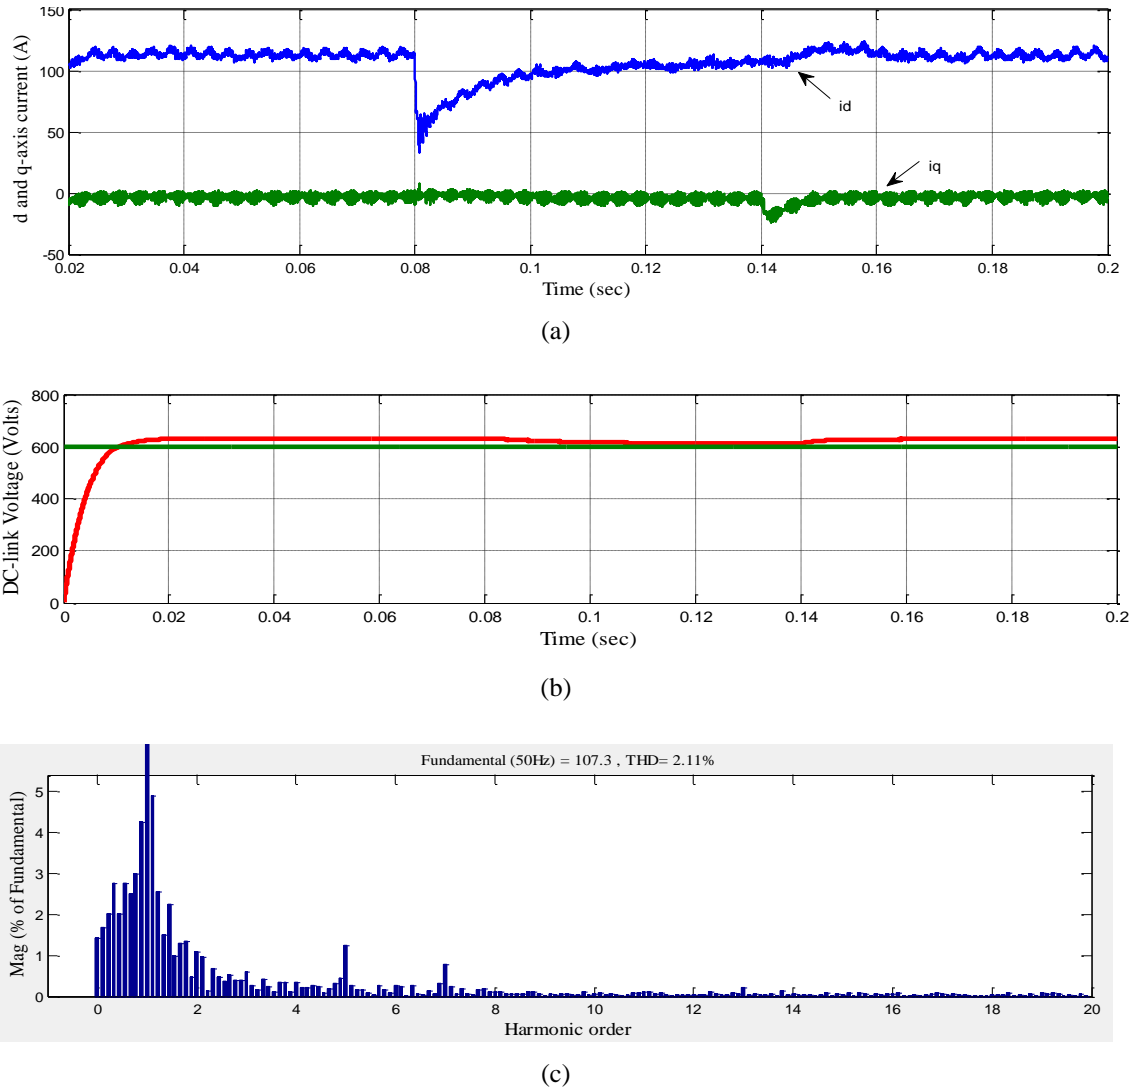 150
100
50
0
-50
d and q-axis current (A)
id
iq
0.02 0.04 0.06 0.08 0.1 0.12 0.14 0.16 0.18 0.2
Time (sec)
(a)
800
600
400
200
0
DC-link Voltage (Volts)
0 0.02 0.04 0.06 0.08 0.1 0.12 0.14 0.16 0.18 0.2
Time (sec)
(b)
Fundamental (50Hz) = 107.3 , THD= 2.11%
5
4
3
2
1
0
Mag (% of Fundamental)
0 2 4 6 8 10 12 14 16 18 20
Harmonic order
(c)